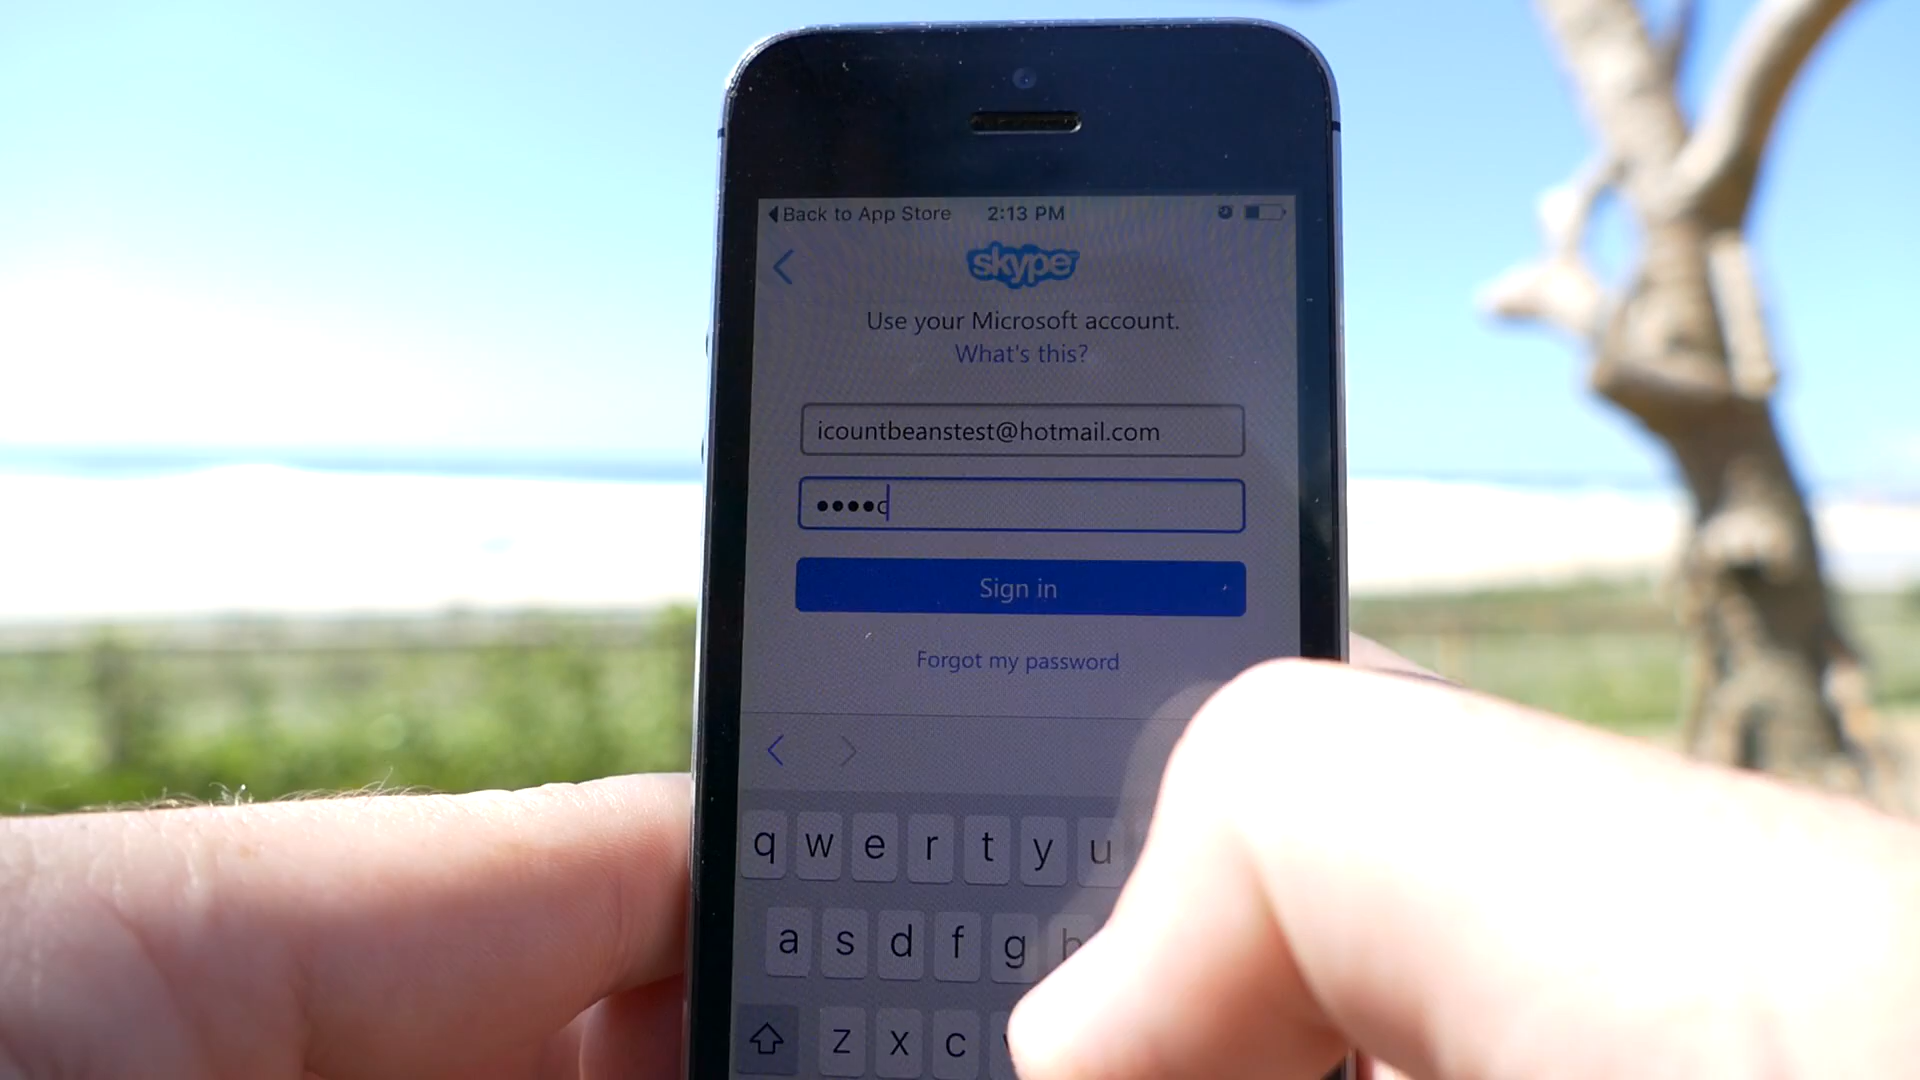 Back to App Store 2:13 PM
skype
Use your Microsoft account.
What's this?
icountbeanstest@hotmail.com
••••c
Sign in
Forgot my password
q w e r t y u
a s d f g h
z x c